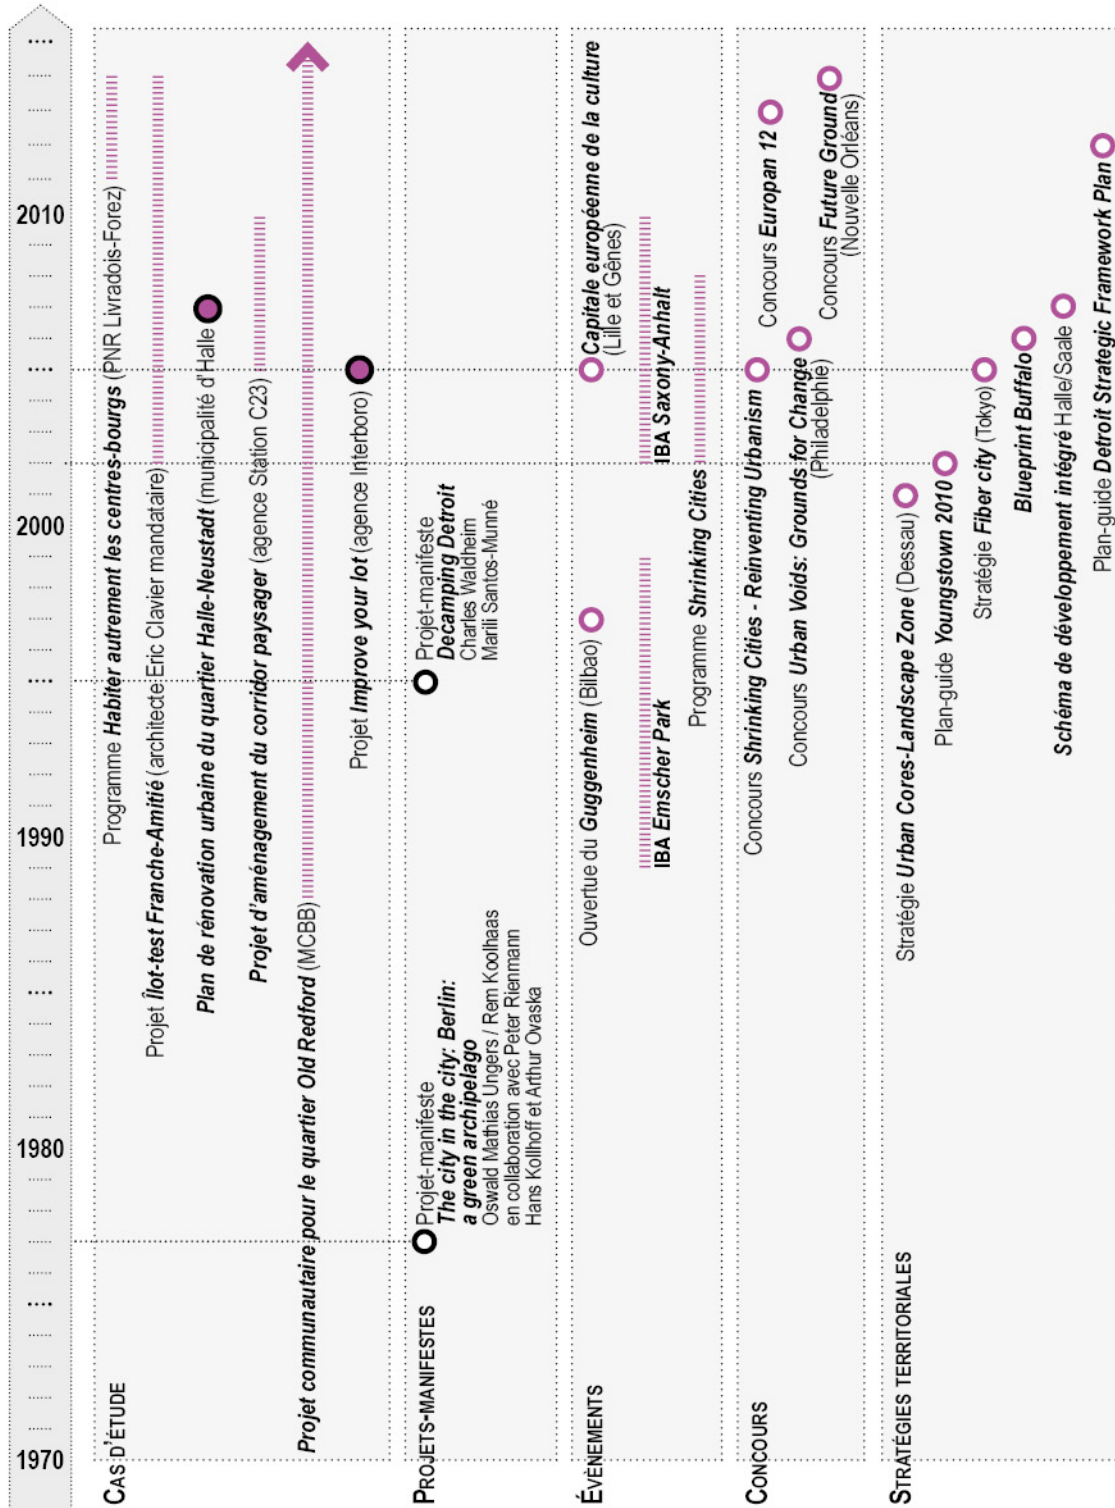 1970
1980
1990
2000
2010
CAS D'ÉTUDE
Programme Habiter autrement les centres-bourgs (PNR Livradois-Forez)
Projet Îlot-test Franche-Amitié (architecte: Eric Clavier mandataire)
Plan de rénovation urbaine du quartier Halle-Neustadt (municipalité d'Halle
Projet d'aménagement du corridor paysager (agence Station C23)
Projet communautaire pour le quartier Old Redford (MCBB)
Projet Improve your lot (agence Interboro)
PROJETS-MANIFESTES
Projet-manifeste
The city in the city: Berlin:
a green archipelago
Oswald Mathias Ungers / Rem Koolhaas
en collaboration avec Peter Rienmann
Hans Kollhoff et Arthur Ovaska
Projet-manifeste
Decamping Detroit
Charles Waldheim
Marili Santos-Munné
ÉVÈNEMENTS
Ouvertue du Guggenheim (Bilbao)
Capitale européenne de la culture
(Lille et Gênes)
IBA Emscher Park
IBA Saxony-Anhalt
Programme Shrinking Cities
CONCOURS
Concours Shrinking Cities - Reinventing Urbanism
Concours Europan 12
Concours Urban Voids: Grounds for Change
(Philadelphie)
Concours Future Ground
(Nouvelle Orléans)
STRATÉGIES TERRITORIALES
Stratégie Urban Cores-Landscape Zone (Dessau)
Plan-guide Youngstown 2010
Stratégie Fiber city (Tokyo)
Blueprint Buffalo
Schéma de développement intégré Halle/Saale
Plan-guide Detroit Strategic Framework Plan